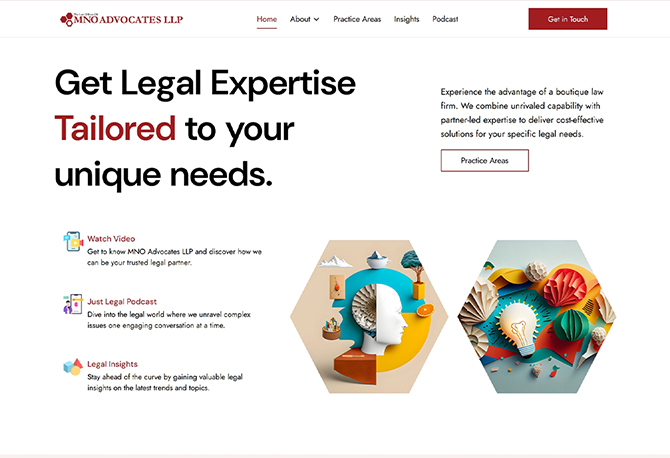 MNO ADVOCATES LLP
Home About Practice Areas Insights Podcast
Get in Touch
Get Legal Expertise
Tailored to your
unique needs.
Experience the advantage of a boutique law
firm. We combine unrivaled capability with
partner-led expertise to deliver cost-effective
solutions for your specific legal needs.
Practice Areas
Watch Video
Get to know MNO Advocates LLP and discover how we
can be your trusted legal partner.
Just Legal Podcast
Dive into the legal world where we unravel complex
issues one engaging conversation at a time.
Legal Insights
Stay ahead of the curve by gaining valuable legal
insights on the latest trends and topics.